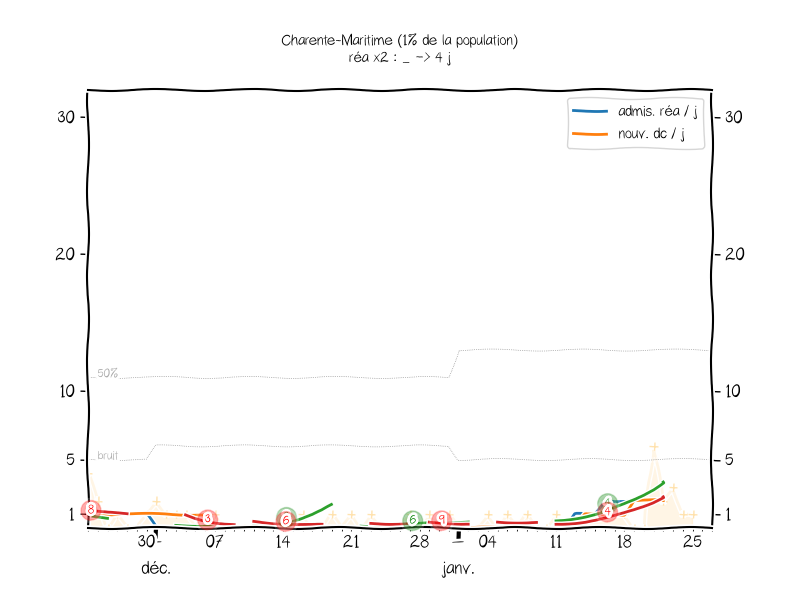 Charente-Maritime (1% de la population)
réa x2 : _ -> 4 j
admis. réa / j
nouv. dc / j
30 30
20 20
50%
10 10
bruit
5 5
1 1
8 3 6 6 9 4 4
30 07 14 21 28 04 11 18 25
déc. janv.